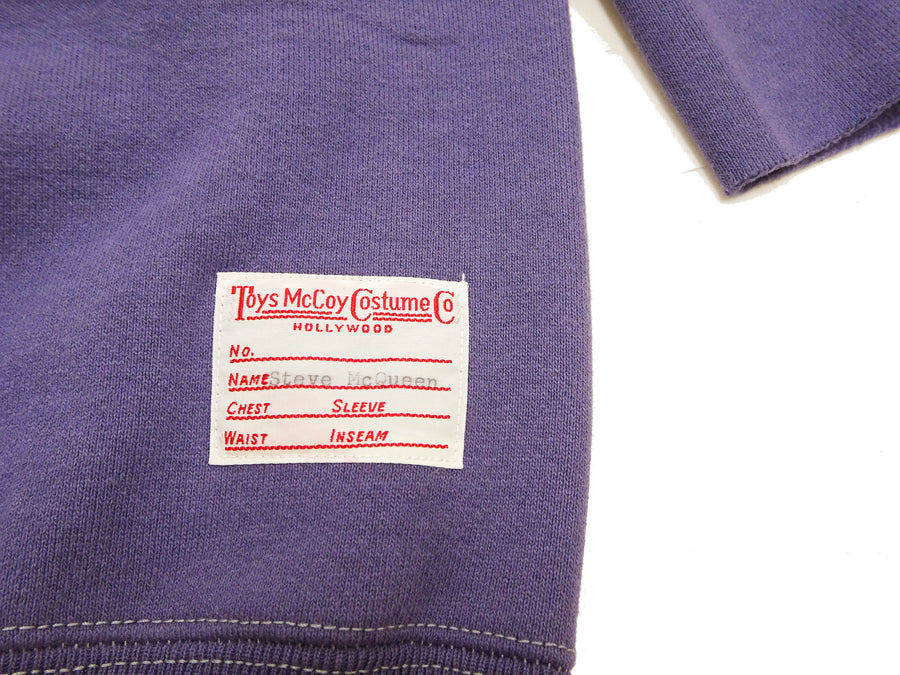 Toys McCoy Costume Co
HOLLYWOOD
No.
NAME Steve McQueen
CHEST SLEEVE
WAIST INSEAM